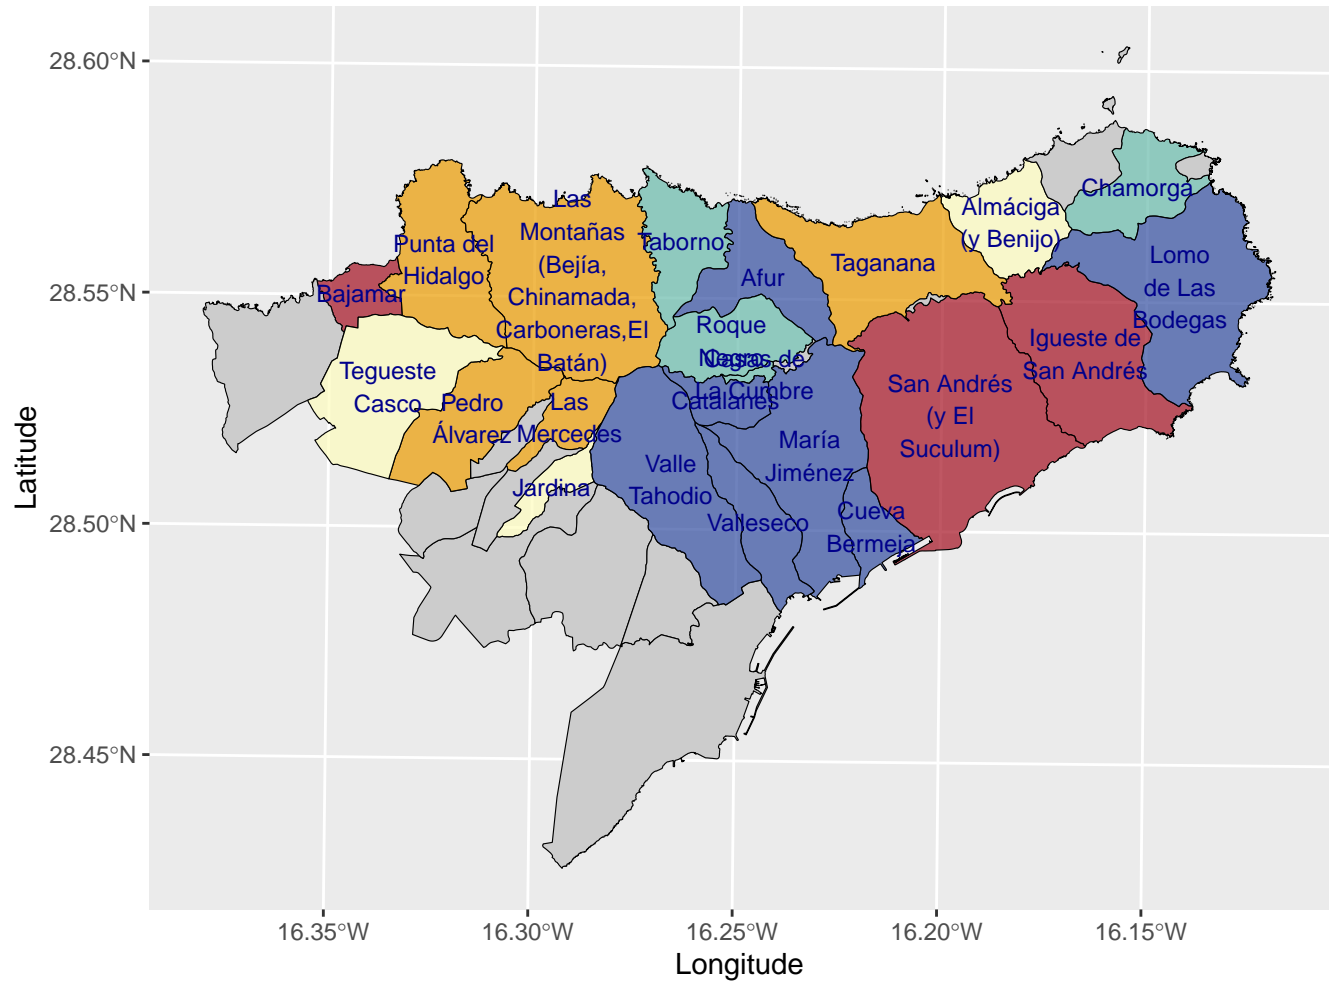 28.60°N
28.55°N
28.50°N
28.45°N
Latitude
16.35°W
16.30°W
16.25°W
16.20°W
16.15°W
Longitude
Punta del
Hidalgo
Bajamar
Las
Montañas
(Bejía,
Chinamada,
Carboneras,El
Batán)
Taborno
Afur
Taganana
Almáciga
(y Benijo)
Chamorga
Lomo
de Las
Bodegas
Igueste de
San Andrés
San Andrés
(y El
Suculum)
Roque
Negro
Casas de
La Cumbre
Catalanes
María
Jiménez
Cueva
Bermeja
Valleseco
Valle
Tahodio
Tegueste
Casco
Pedro
Álvarez
Las
Mercedes
Jardina